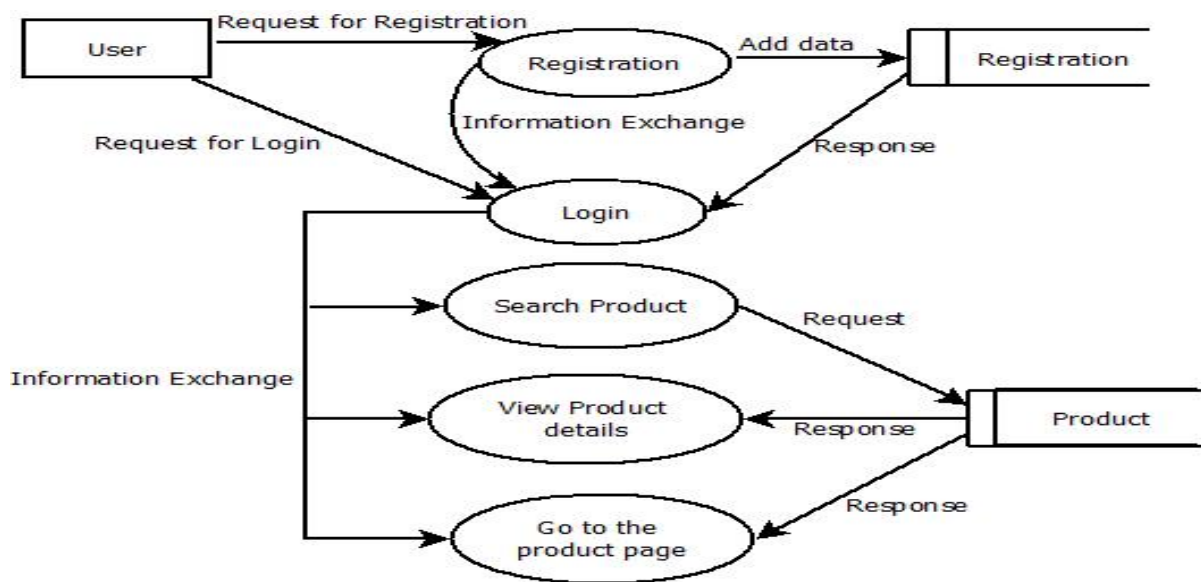 Request for Registration
User
Registration
Add data
Registration
Information Exchange
Request for Login
Response
Login
Search Product
Request
Information Exchange
View Product
details
Response
Product
Response
Go to the
product page